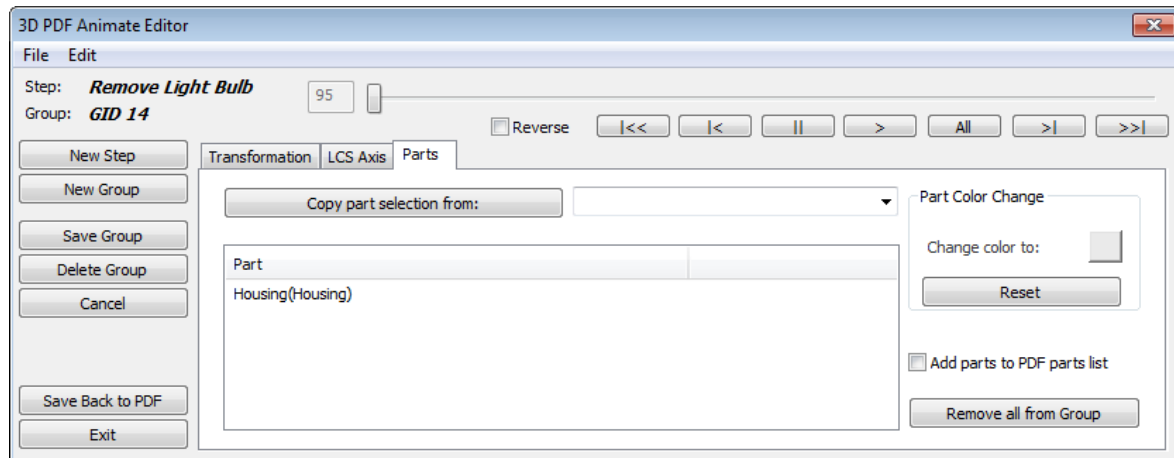 3D PDF Animate Editor
File Edit
Step: Remove Light Bulb
95
Group: GID 14
Reverse |<< |< || > All >| >>|
New Step
New Group
Save Group
Delete Group
Cancel
Save Back to PDF
Exit
Transformation LCS Axis Parts
Copy part selection from:
Part
Housing(Housing)
Part Color Change
Change color to:
Reset
Add parts to PDF parts list
Remove all from Group